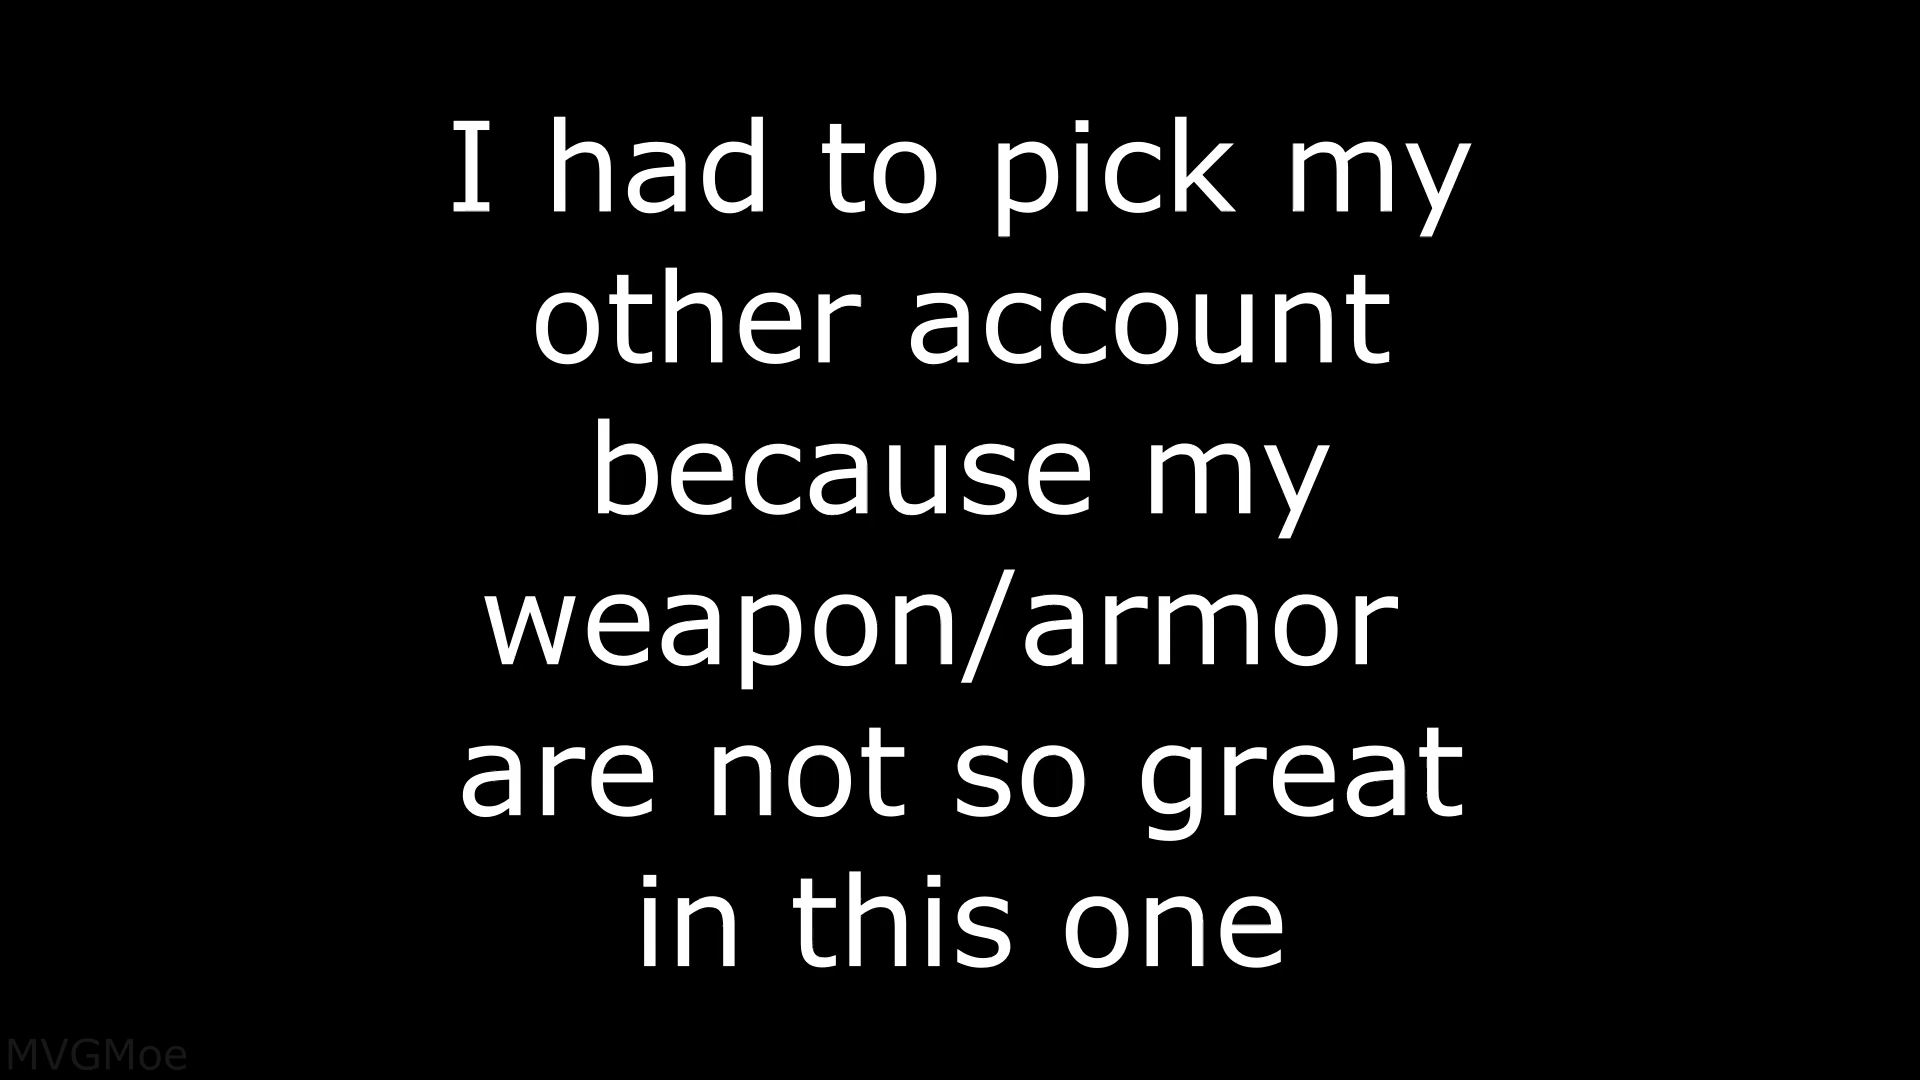 I had to pick my
other account
because my
weapon/armor
are not so great
in this one
MVGMoe